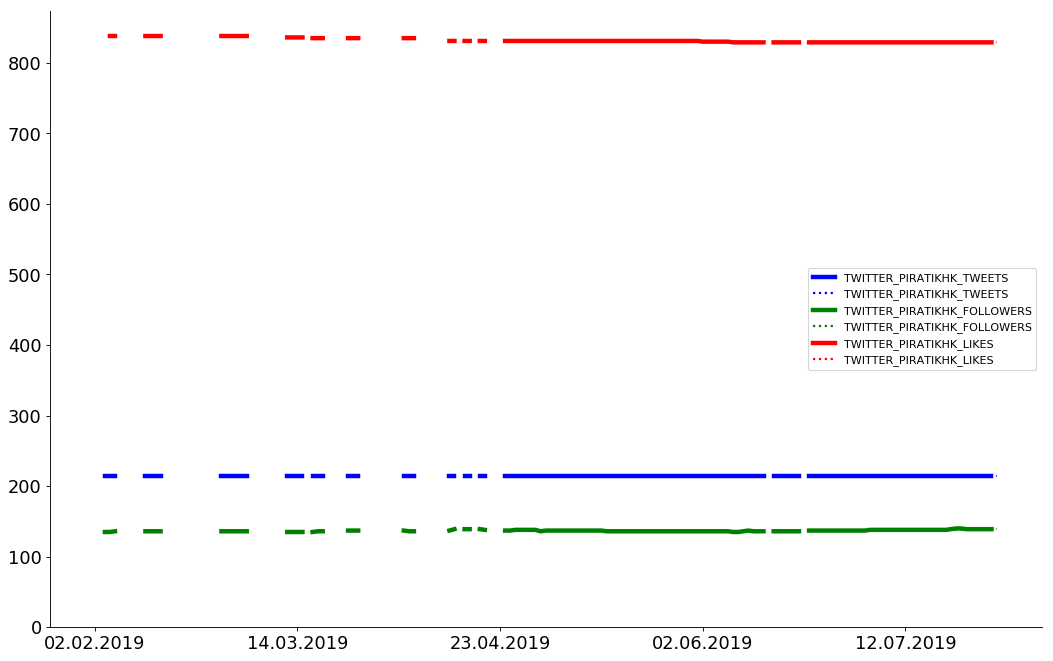 800
700
600
500
400
300
200
100
0
TWITTER_PIRATIKHK_TWEETS
TWITTER_PIRATIKHK_TWEETS
TWITTER_PIRATIKHK_FOLLOWERS
TWITTER_PIRATIKHK_FOLLOWERS
TWITTER_PIRATIKHK_LIKES
TWITTER_PIRATIKHK_LIKES
02.02.2019 14.03.2019 23.04.2019 02.06.2019 12.07.2019